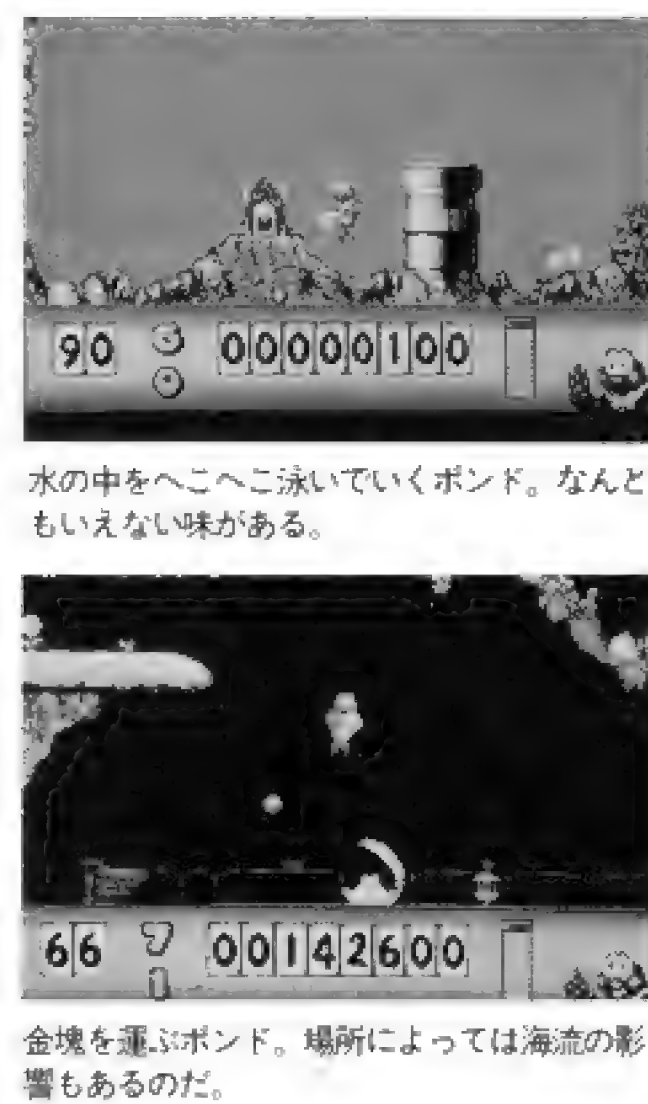 90 00000100
水の中をへこへこ泳いでいくポンド。なんと
もいえない味がある。
66 00142600
金塊を運ぶポンド。場所によっては海流の影
響もあるのだ。